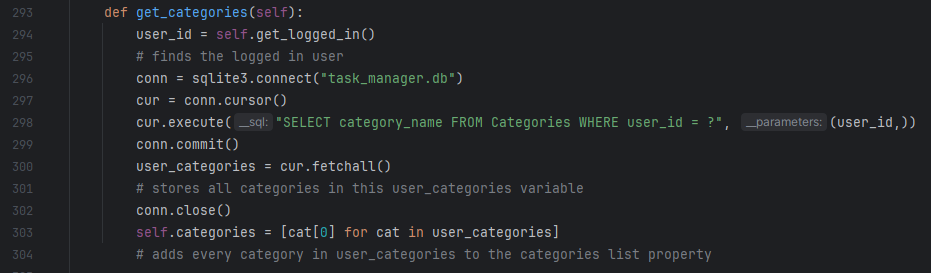 293 def get_categories(self):
294 user_id = self.get_logged_in()
295 # finds the logged in user
296 conn = sqlite3.connect("task_manager.db")
297 cur = conn.cursor()
298 cur.execute(__sql: "SELECT category_name FROM Categories WHERE user_id = ?", __parameters: (user_id,))
299 conn.commit()
300 user_categories = cur.fetchall()
301 # stores all categories in this user_categories variable
302 conn.close()
303 self.categories = [cat[0] for cat in user_categories]
304 # adds every category in user_categories to the categories list property